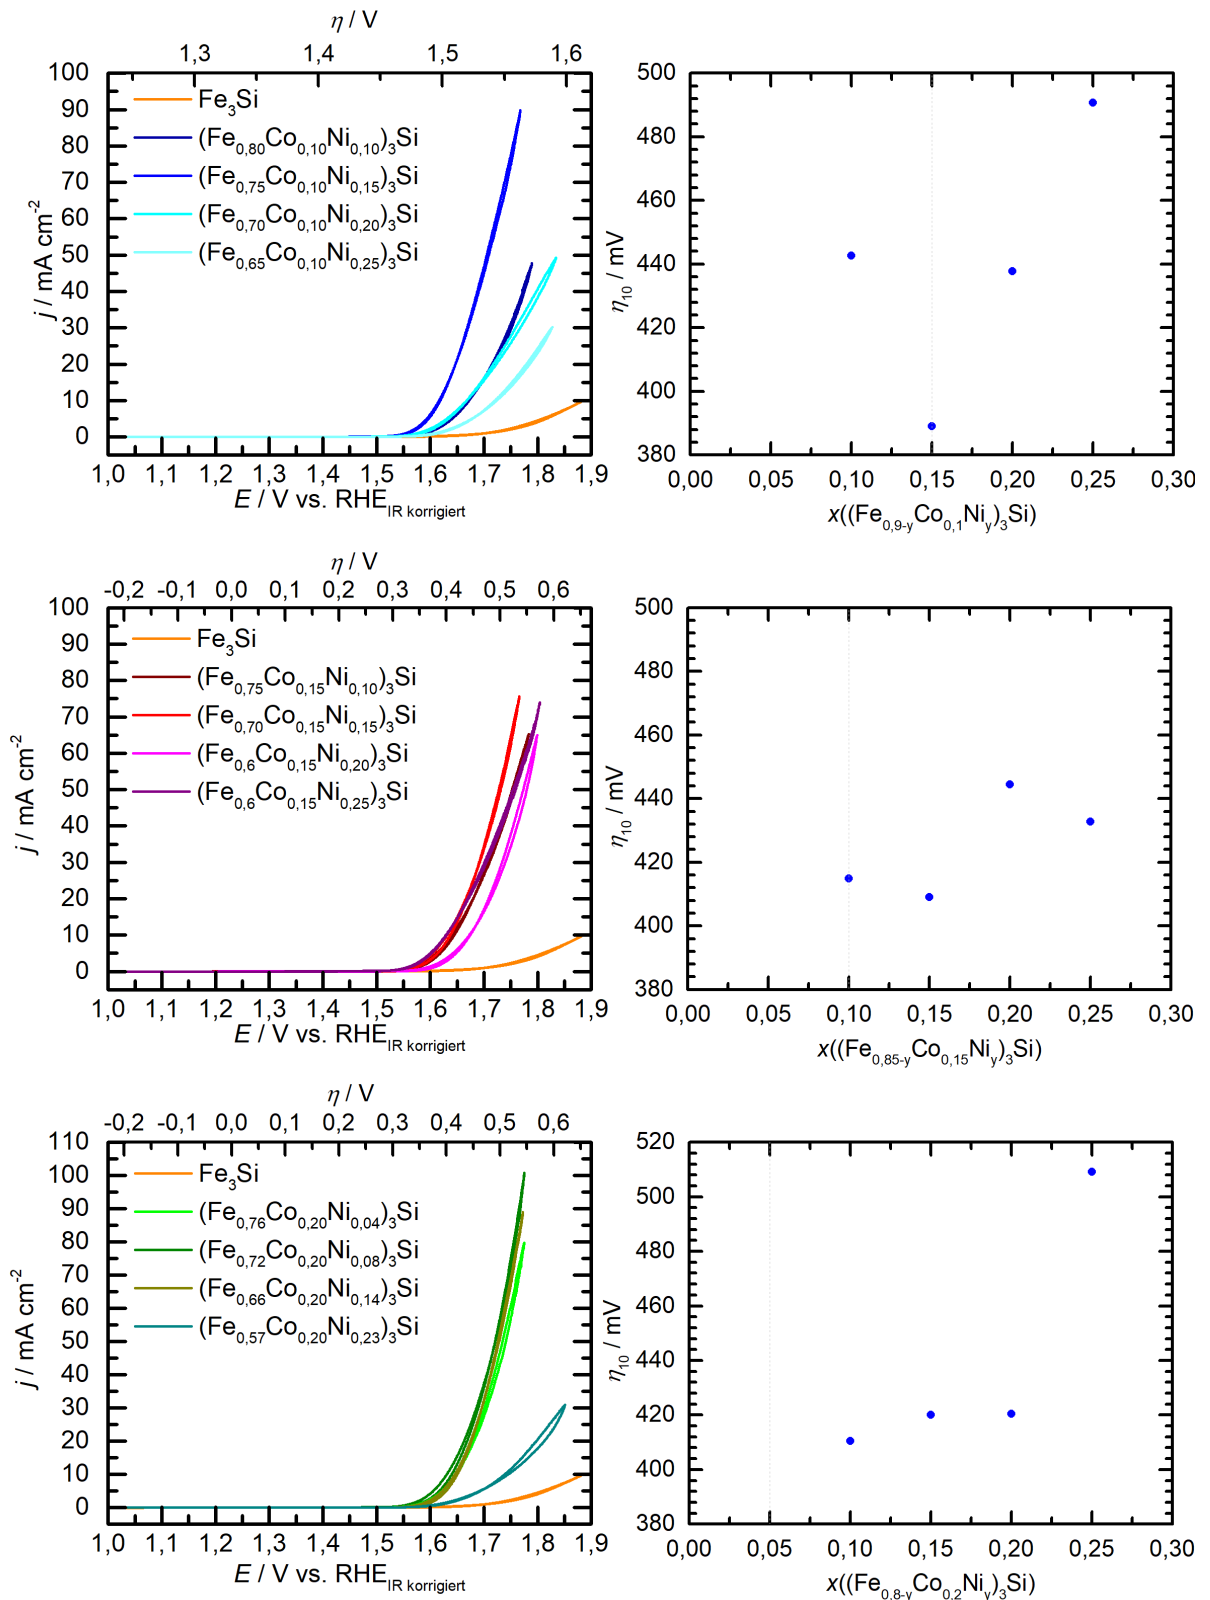 η / V
1,3 1,4 1,5 1,6
100
90
80
70
60
50
40
30
20
10
0
j / mA cm⁻²
Fe₃Si
(Fe₀,₈₀Co₀,₁₀Ni₀,₁₀)₃Si
(Fe₀,₇₅Co₀,₁₀Ni₀,₁₅)₃Si
(Fe₀,₇₀Co₀,₁₀Ni₀,₂₀)₃Si
(Fe₀,₆₅Co₀,₁₀Ni₀,₂₅)₃Si
1,0 1,1 1,2 1,3 1,4 1,5 1,6 1,7 1,8 1,9
E / V vs. RHE IR korrigiert
500
480
460
440
420
400
380
η₁₀ / mV
0,00 0,05 0,10 0,15 0,20 0,25 0,30
x((Fe₀,₉₋yCo₀,₁Niy)₃Si)
η / V
-0,2 -0,1 0,0 0,1 0,2 0,3 0,4 0,5 0,6
100
90
80
70
60
50
40
30
20
10
0
j / mA cm⁻²
Fe₃Si
(Fe₀,₇₅Co₀,₁₅Ni₀,₁₀)₃Si
(Fe₀,₇₀Co₀,₁₅Ni₀,₁₅)₃Si
(Fe₀,₆Co₀,₁₅Ni₀,₂₀)₃Si
(Fe₀,₆Co₀,₁₅Ni₀,₂₅)₃Si
1,0 1,1 1,2 1,3 1,4 1,5 1,6 1,7 1,8 1,9
E / V vs. RHE IR korrigiert
500
480
460
440
420
400
380
η₁₀ / mV
0,00 0,05 0,10 0,15 0,20 0,25 0,30
x((Fe₀,₈₅₋yCo₀,₁₅Niy)₃Si)
η / V
-0,2 -0,1 0,0 0,1 0,2 0,3 0,4 0,5 0,6
110
100
90
80
70
60
50
40
30
20
10
0
j / mA cm⁻²
Fe₃Si
(Fe₀,₇₆Co₀,₂₀Ni₀,₀₄)₃Si
(Fe₀,₇₂Co₀,₂₀Ni₀,₀₈)₃Si
(Fe₀,₆₆Co₀,₂₀Ni₀,₁₄)₃Si
(Fe₀,₅₇Co₀,₂₀Ni₀,₂₃)₃Si
1,0 1,1 1,2 1,3 1,4 1,5 1,6 1,7 1,8 1,9
E / V vs. RHE IR korrigiert
520
500
480
460
440
420
400
380
η₁₀ / mV
0,00 0,05 0,10 0,15 0,20 0,25 0,30
x((Fe₀,₈₋yCo₀,₂Niy)₃Si)